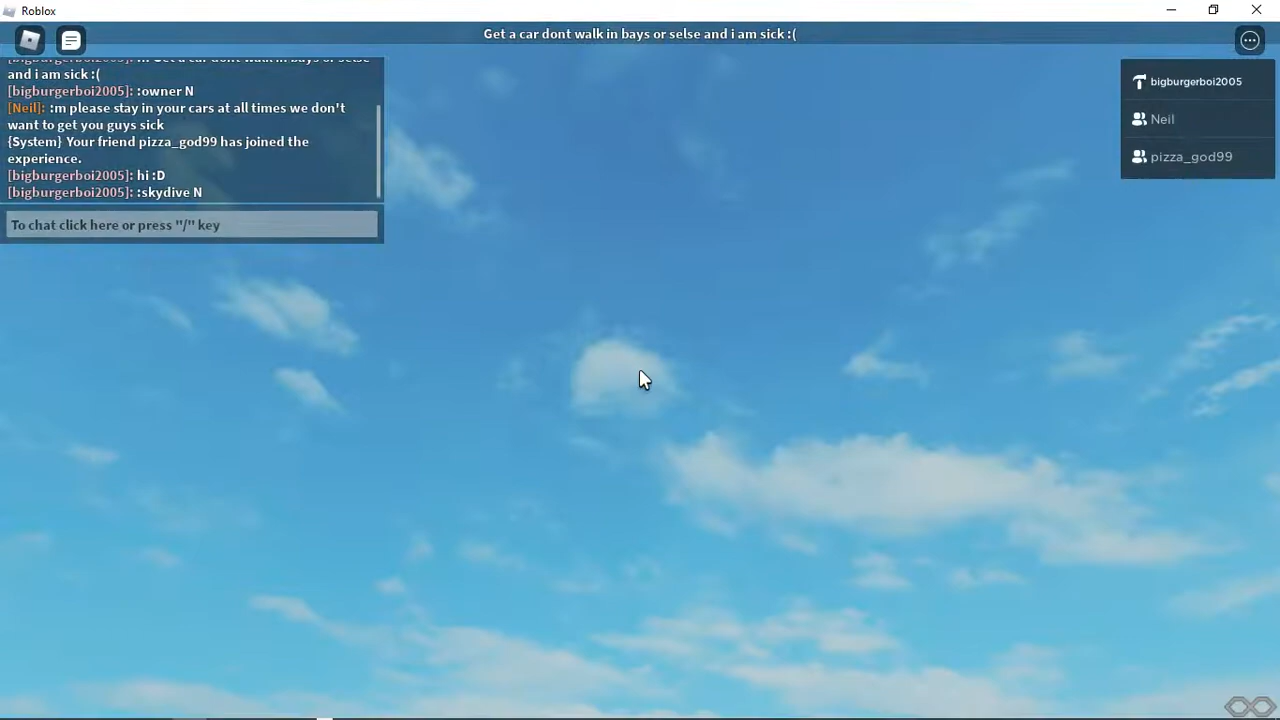 Roblox
Get a car dont walk in bays or selse and i am sick :(
and i am sick :(
[bigburgerboi2005]: :owner N
[Neil]: :m please stay in your cars at all times we don't
want to get you guys sick
{System} Your friend pizza_god99 has joined the
experience.
[bigburgerboi2005]: hi :D
[bigburgerboi2005]: :skydive N
To chat click here or press "/" key
bigburgerboi2005
Neil
pizza_god99